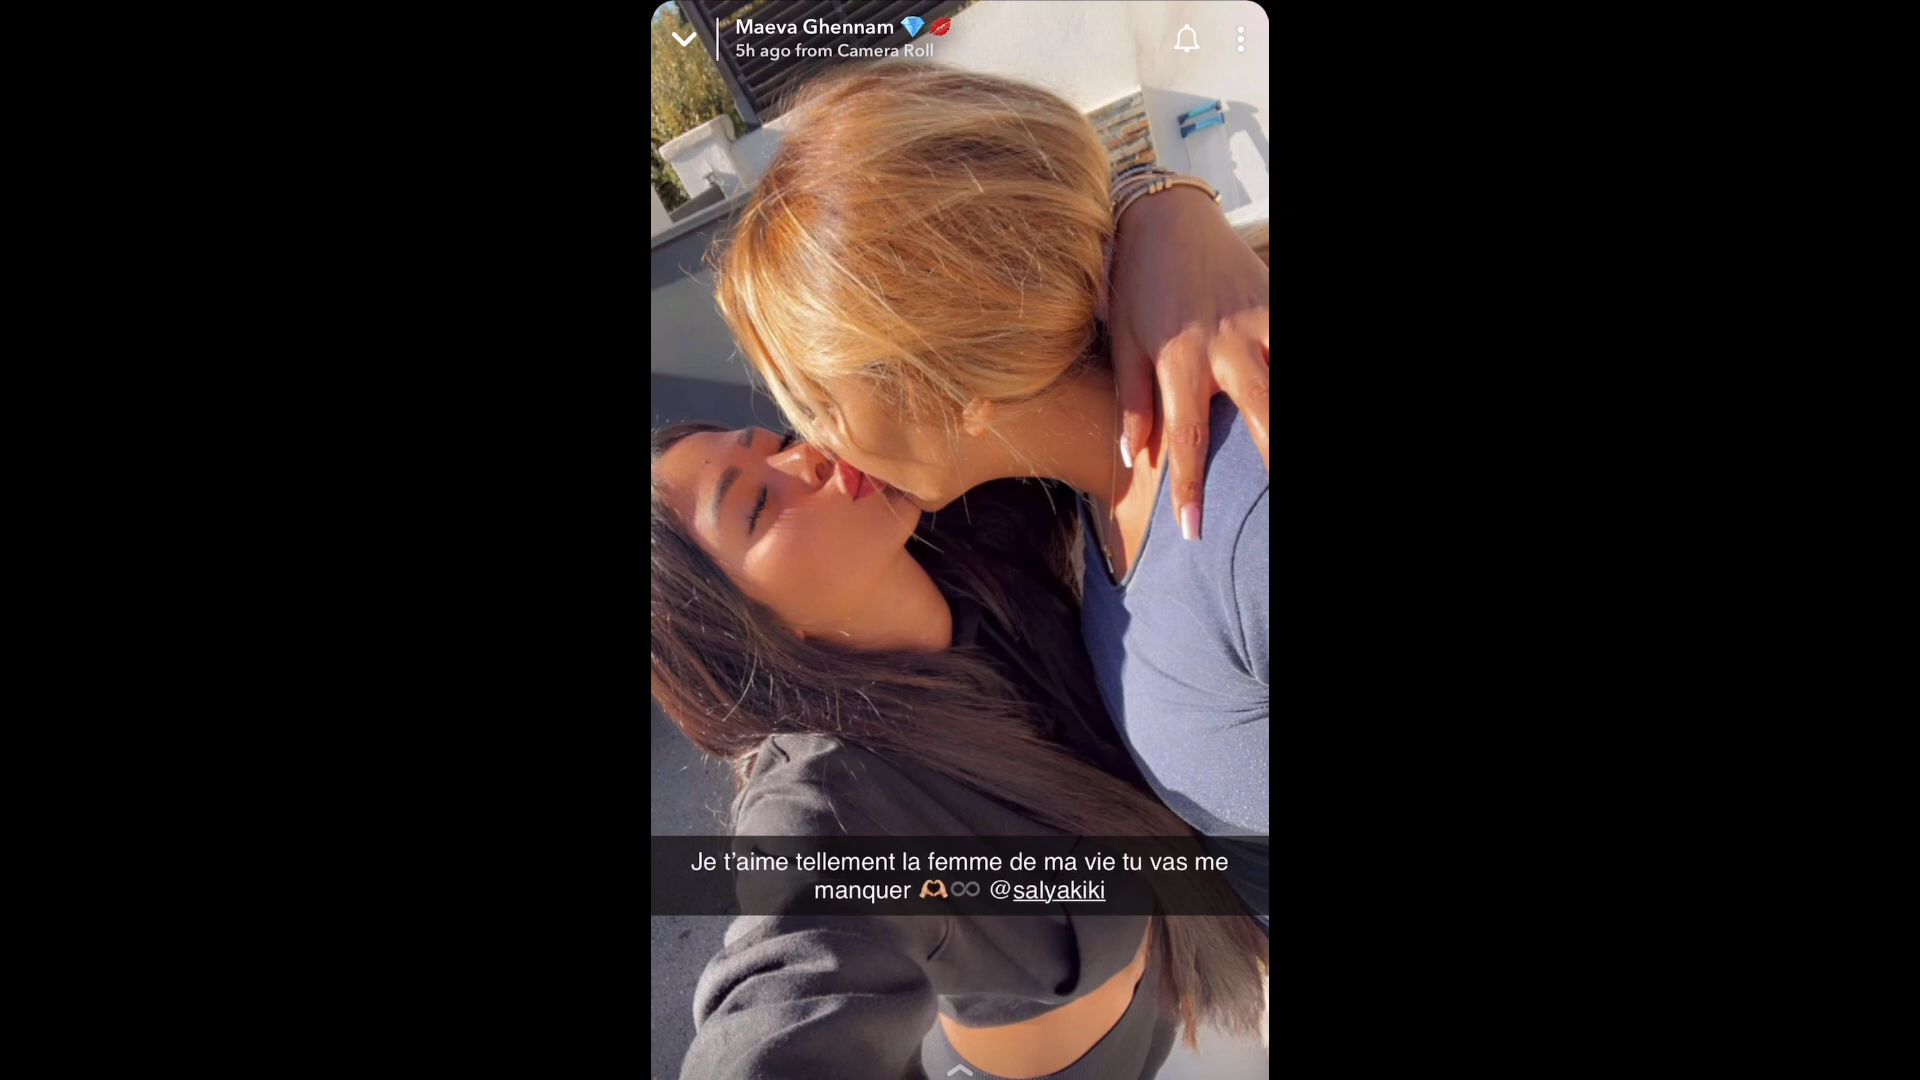 Maeva Ghennam 💎💋
5h ago from Camera Roll
Je t’aime tellement la femme de ma vie tu vas me
manquer 🫶🏼♾ @salyakiki